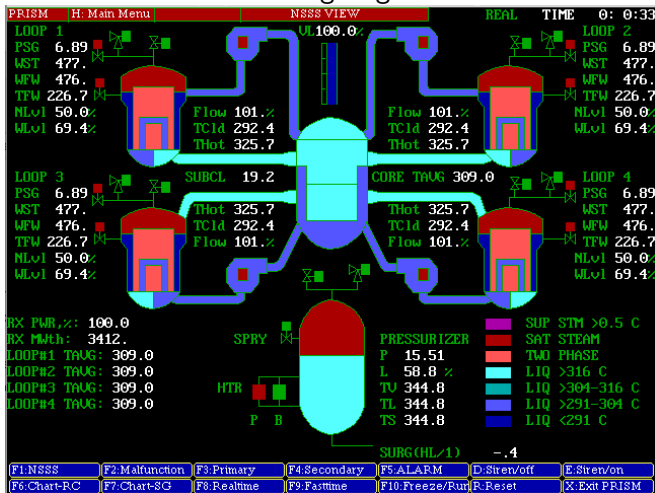 PRISM H: Main Menu NSSS VIEW REAL TIME 0: 0:33
LOOP 1 VL100.0% LOOP 2
PSG 6.89 PSG 6.89
WST 477. WST 477.
WFW 476. WFW 476.
TFW 226.7 TFW 226.7
NLvl 50.0% Flow 101.% Flow 101.% NLvl 50.0%
WLvl 69.4% TCld 292.4 TCld 292.4 WLvl 69.4%
THot 325.7 THot 325.7
LOOP 3 SUBCL 19.2 CORE TAVG 309.0 LOOP 4
PSG 6.89 PSG 6.89
WST 477. THot 325.7 THot 325.7 WST 477.
WFW 476. TCld 292.4 TCld 292.4 WFW 476.
TFW 226.7 Flow 101.% Flow 101.% TFW 226.7
NLvl 50.0% NLvl 50.0%
WLvl 69.4% WLvl 69.4%
RX PWR,%: 100.0 SUP STM >0.5 C
RX MWth: 3412. SPRY PRESSURIZER SAT STEAM
LOOP#1 TAVG: 309.0 P 15.51 TWO PHASE
LOOP#2 TAVG: 309.0 L 58.8 % LIQ >316 C
LOOP#3 TAVG: 309.0 HTR TV 344.8 LIQ >304-316 C
LOOP#4 TAVG: 309.0 TL 344.8 LIQ >291-304 C
P B TS 344.8 LIQ <291 C
SURG(HL/1) -.4
F1:NSSS F2:Malfunction F3:Primary F4:Secondary F5:ALARM D:Siren/off E:Siren/on
F6:Chart-RC F7:Chart-SG F8:Realtime F9:Fasttime F10:Freeze/Run R:Reset X:Exit PRISM